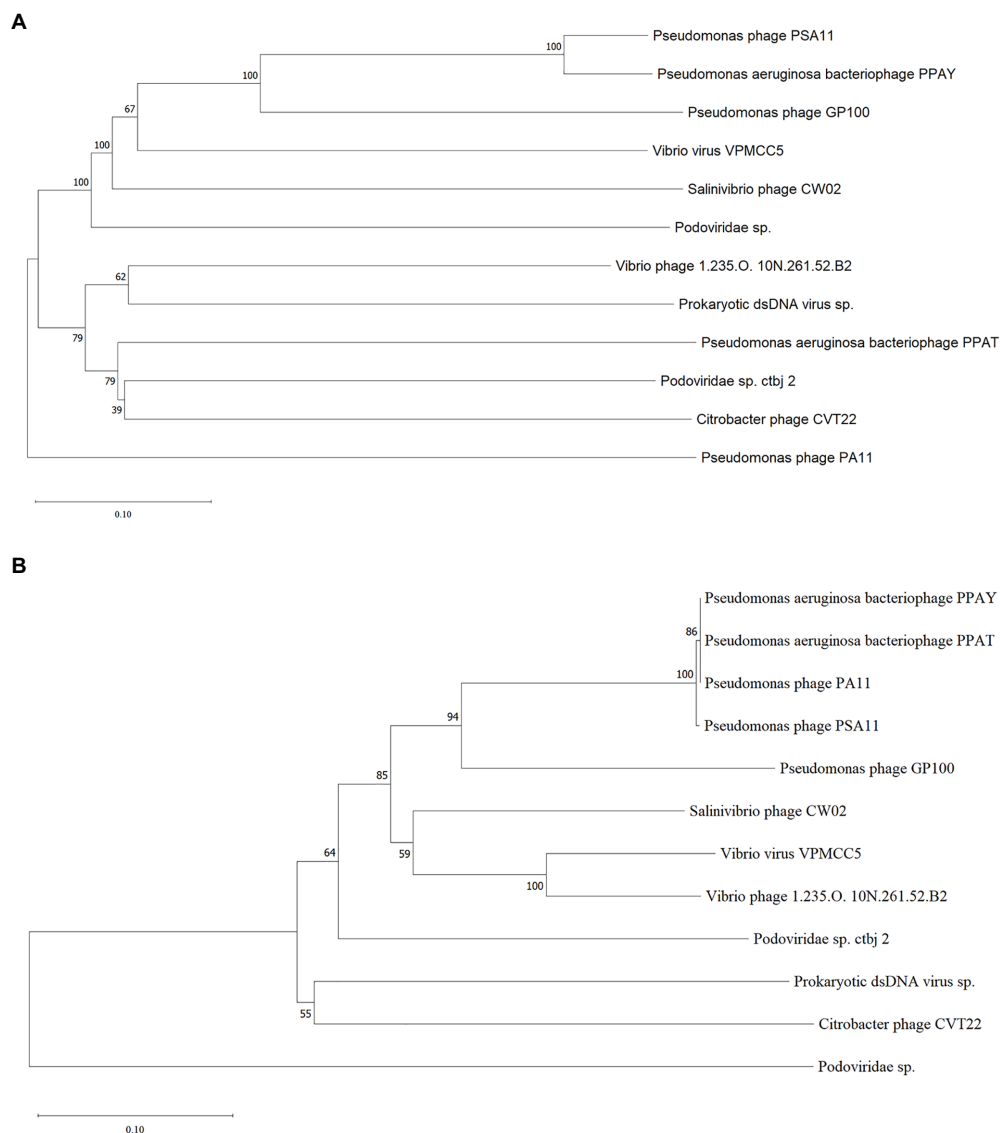 A
Pseudomonas phage PSA11
100
Pseudomonas aeruginosa bacteriophage PPAY
100
Pseudomonas phage GP100
67
Vibrio virus VPMCC5
100
Salinivibrio phage CW02
100
Podoviridae sp.
Vibrio phage 1.235.O. 10N.261.52.B2
62
Prokaryotic dsDNA virus sp.
79
Pseudomonas aeruginosa bacteriophage PPAT
79
Podoviridae sp. ctbj 2
39
Citrobacter phage CVT22
Pseudomonas phage PA11
0.10
B
Pseudomonas aeruginosa bacteriophage PPAY
86
Pseudomonas aeruginosa bacteriophage PPAT
100
Pseudomonas phage PA11
Pseudomonas phage PSA11
94
Pseudomonas phage GP100
85
Salinivibrio phage CW02
59
Vibrio virus VPMCC5
100
Vibrio phage 1.235.O. 10N.261.52.B2
64
Podoviridae sp. ctbj 2
Prokaryotic dsDNA virus sp.
55
Citrobacter phage CVT22
Podoviridae sp.
0.10